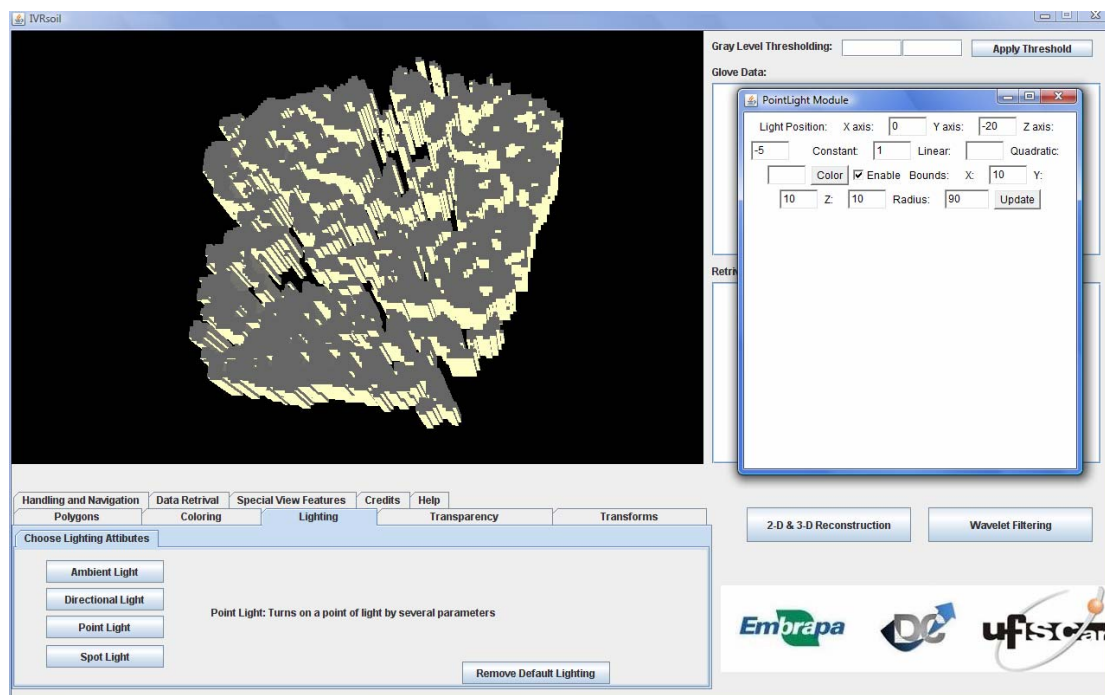 IVRsoil
Gray Level Thresholding: Apply Threshold
Glove Data:
PointLight Module
Light Position: X axis: 0 Y axis: -20 Z axis:
-5 Constant: 1 Linear: Quadratic:
Color Enable Bounds: X: 10 Y:
10 Z: 10 Radius: 90 Update
Handling and Navigation Data Retrival Special View Features Credits Help
Polygons Coloring Lighting Transparency Transforms
Choose Lighting Attibutes
Ambient Light
Directional Light
Point Light
Spot Light
Point Light: Turns on a point of light by several parameters
Remove Default Lighting
2-D & 3-D Reconstruction Wavelet Filtering
Embrapa DC ufscar